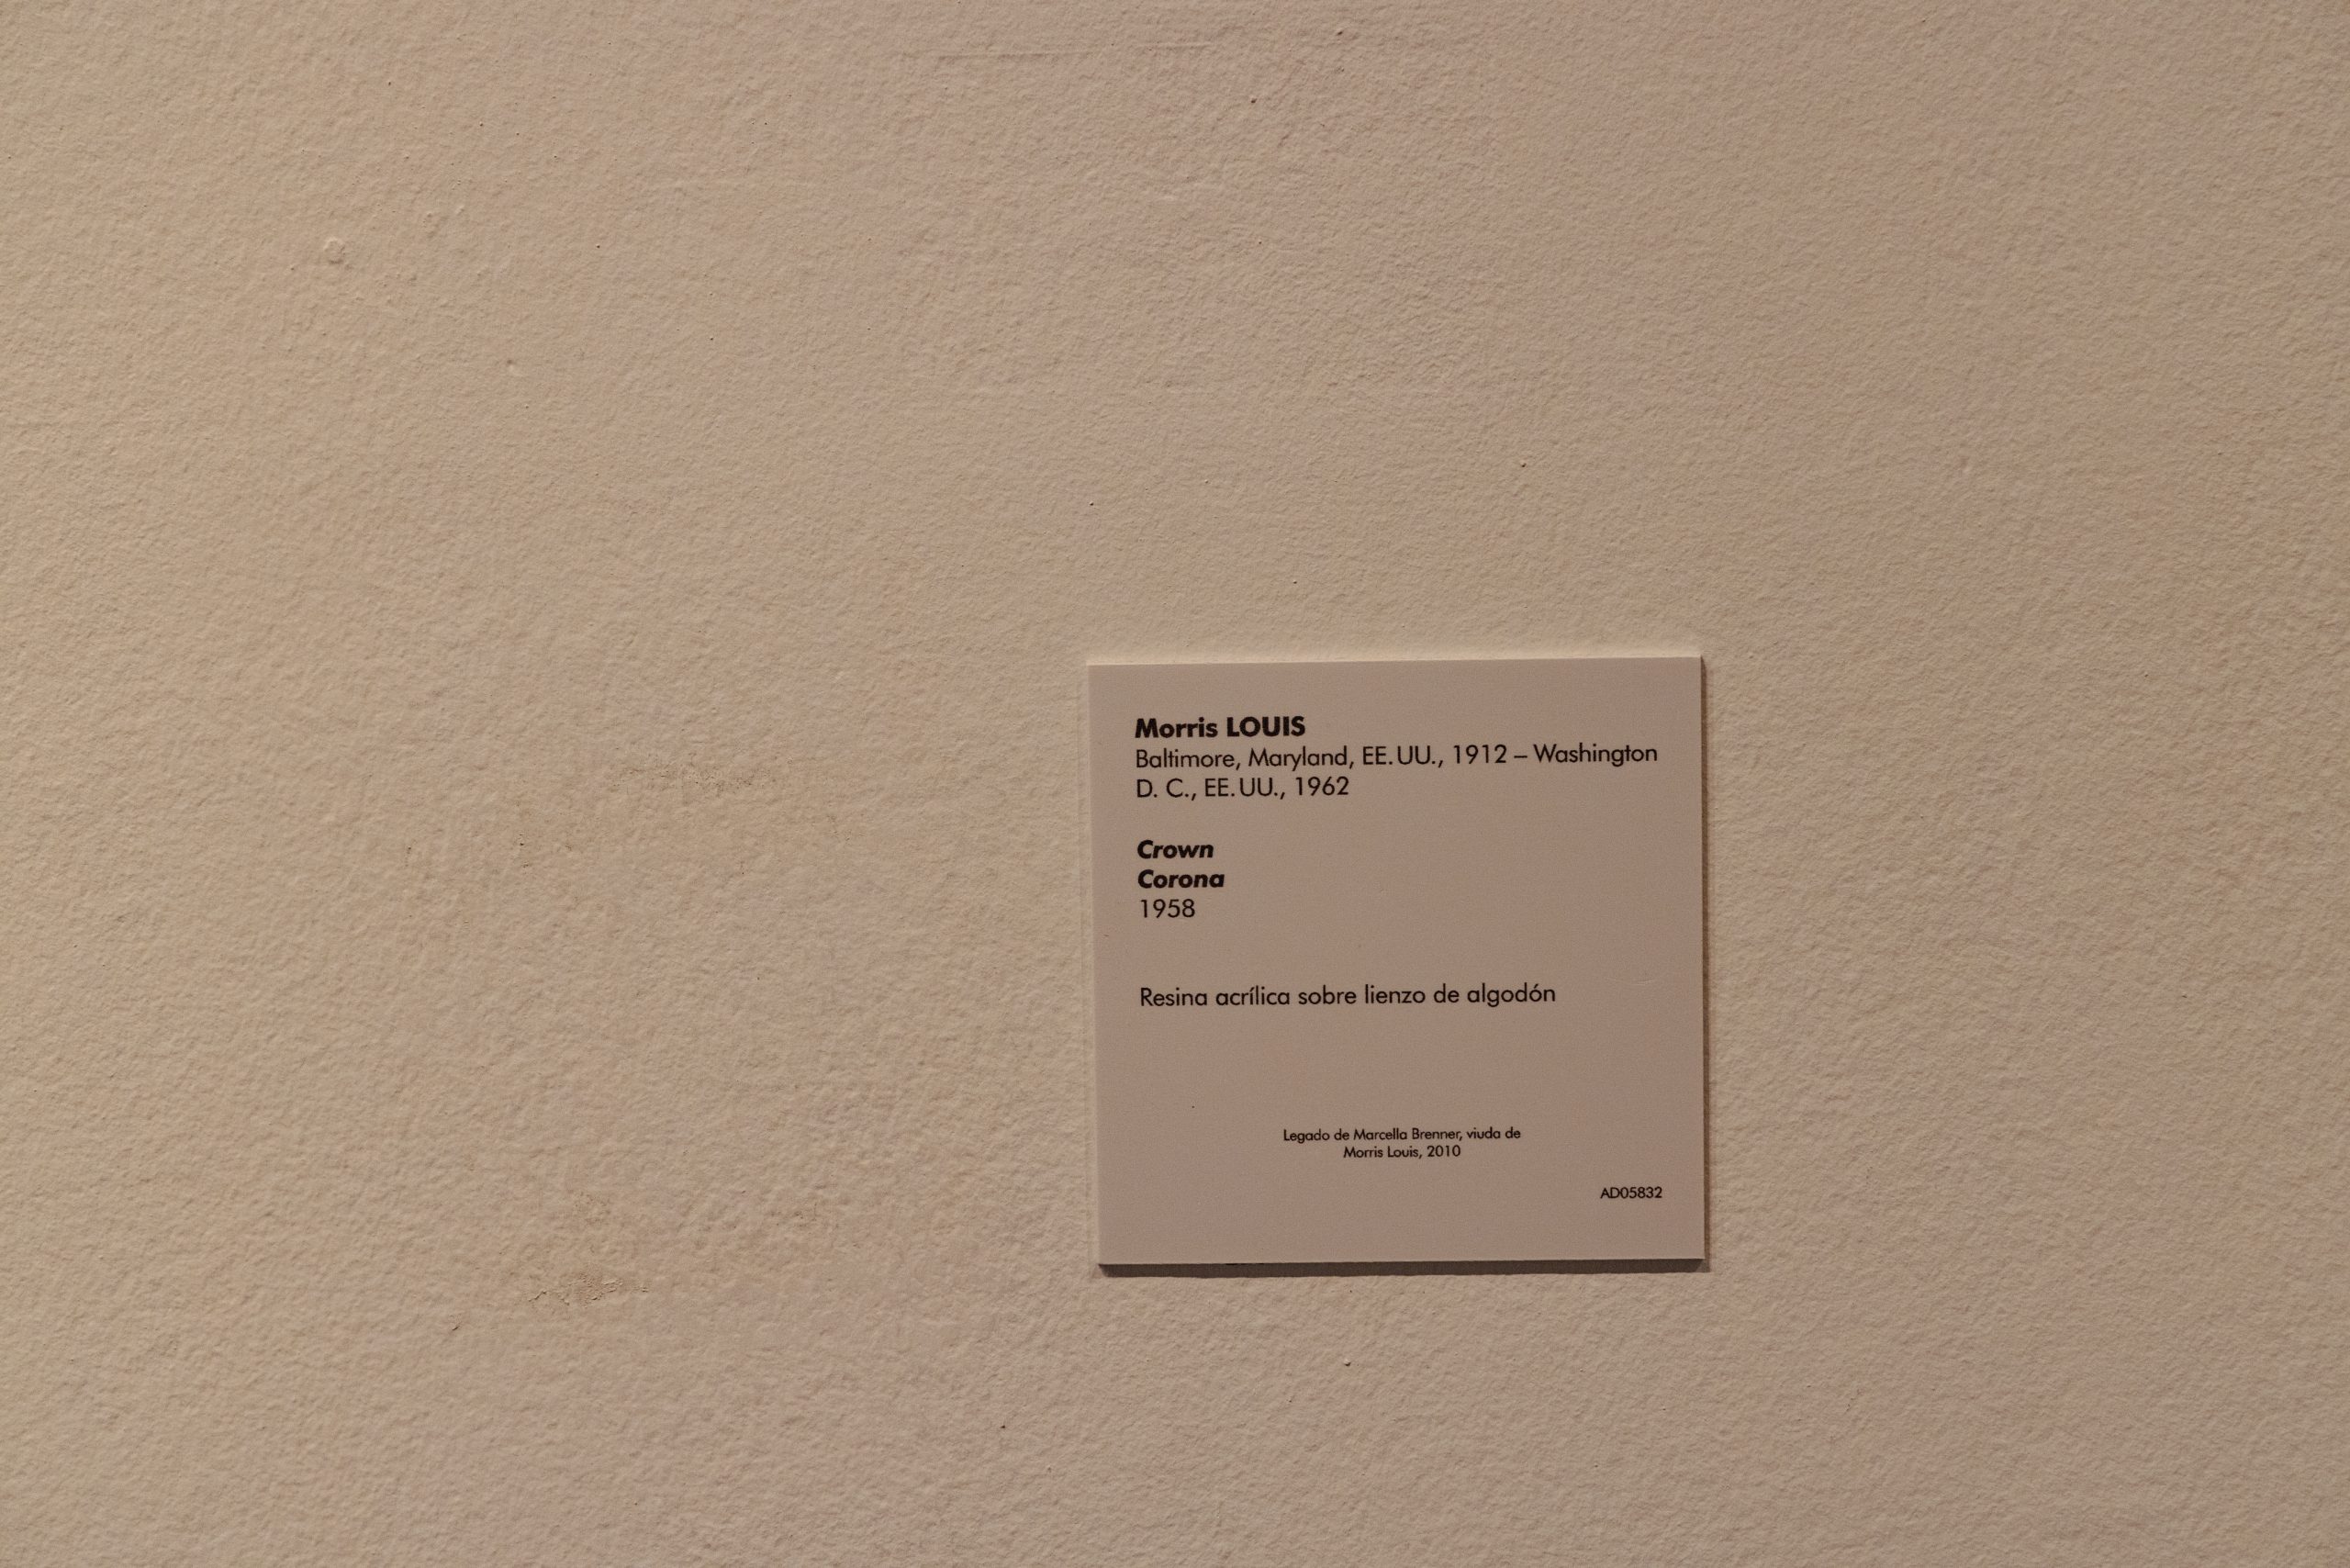 Morris LOUIS
Baltimore, Maryland, EE.UU., 1912 – Washington
D. C., EE.UU., 1962
Crown
Corona
1958
Resina acrílica sobre lienzo de algodón
Legado de Marcella Brenner, viuda de
Morris Louis, 2010
AD05832